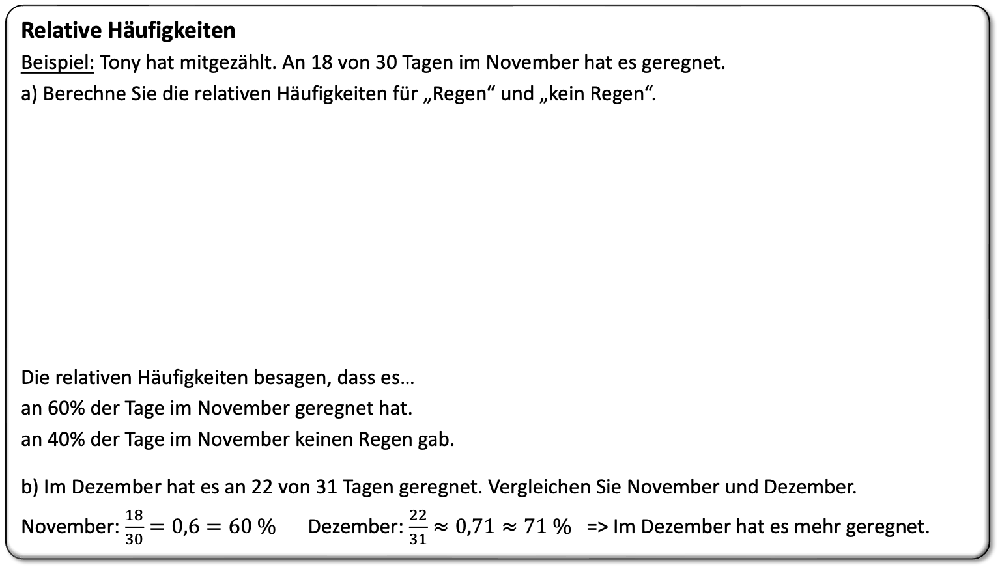 Relative Häufigkeiten
Beispiel: Tony hat mitgezählt. An 18 von 30 Tagen im November hat es geregnet.
a) Berechne Sie die relativen Häufigkeiten für „Regen“ und „kein Regen“.
Die relativen Häufigkeiten besagen, dass es...
an 60% der Tage im November geregnet hat.
an 40% der Tage im November keinen Regen gab.
b) Im Dezember hat es an 22 von 31 Tagen geregnet. Vergleichen Sie November und Dezember.
November: 18/30 = 0,6 = 60 % Dezember: 22/31 ≈ 0,71 ≈ 71 % => Im Dezember hat es mehr geregnet.